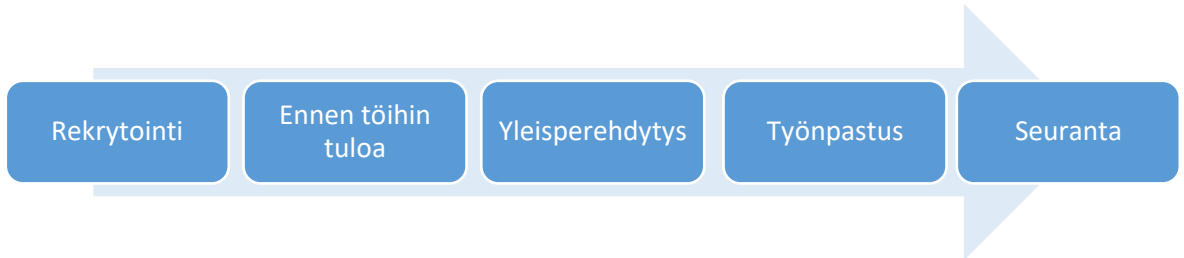 Rekrytointi
Ennen töihin
tuloa
Yleisperehdytys
Työnpastus
Seuranta